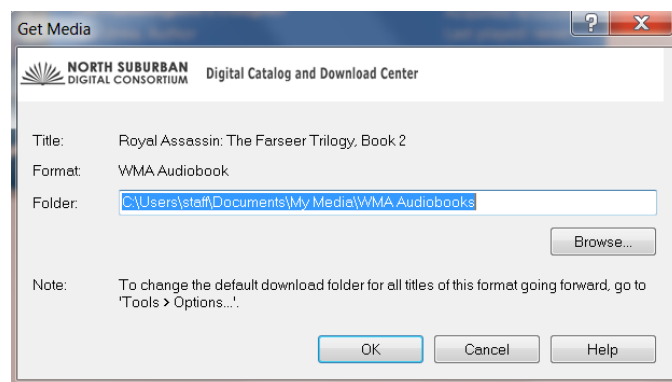 Get Media
NORTH SUBURBAN
DIGITAL CONSORTIUM
Digital Catalog and Download Center
Title: Royal Assassin: The Farseer Trilogy, Book 2
Format: WMA Audiobook
Folder: C:\Users\staff\Documents\My Media\WMA Audiobooks
Browse...
Note: To change the default download folder for all titles of this format going forward, go to
'Tools > Options...'.
OK Cancel Help